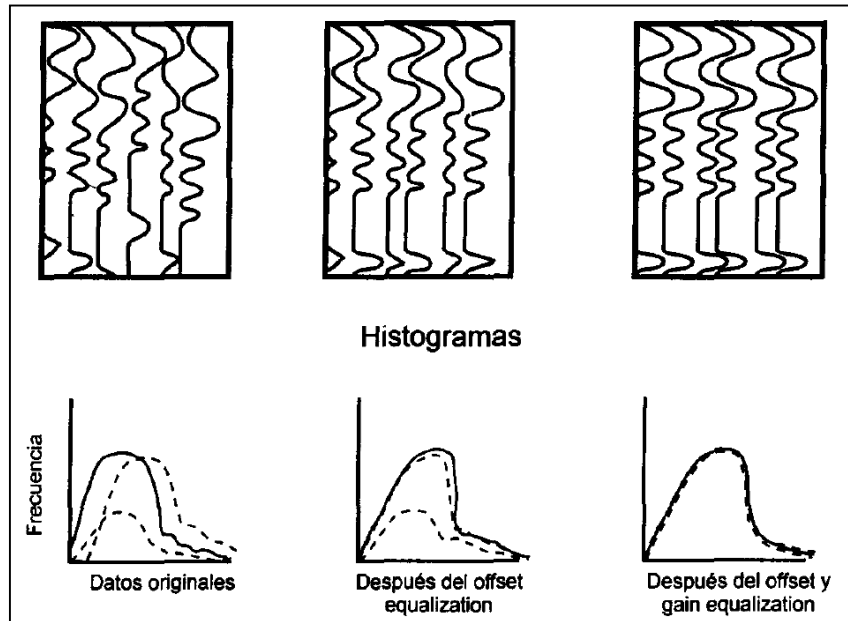 Histogramas
Frecuencia
Datos originales
Después del offset
equalization
Después del offset y
gain equalization